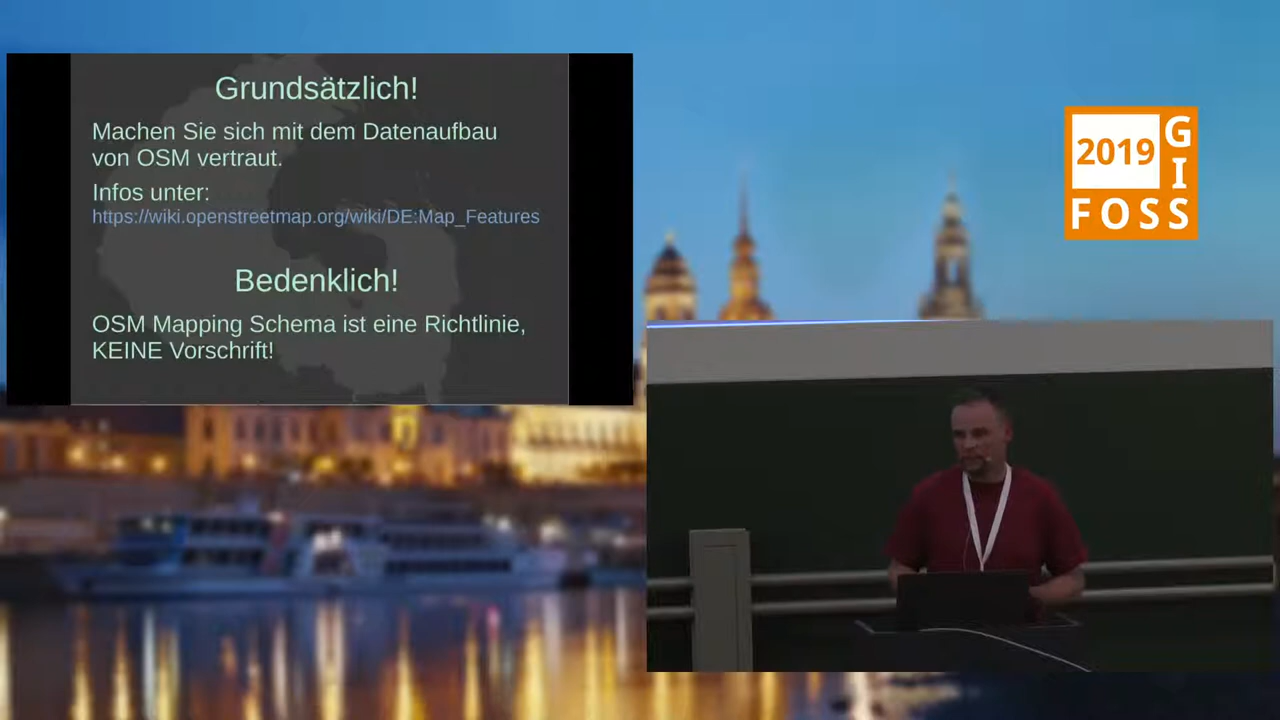 Grundsätzlich!
Machen Sie sich mit dem Datenaufbau
von OSM vertraut.
Infos unter:
https://wiki.openstreetmap.org/wiki/DE:Map_Features
Bedenklich!
OSM Mapping Schema ist eine Richtlinie,
KEINE Vorschrift!
2019
GIS
FOSS